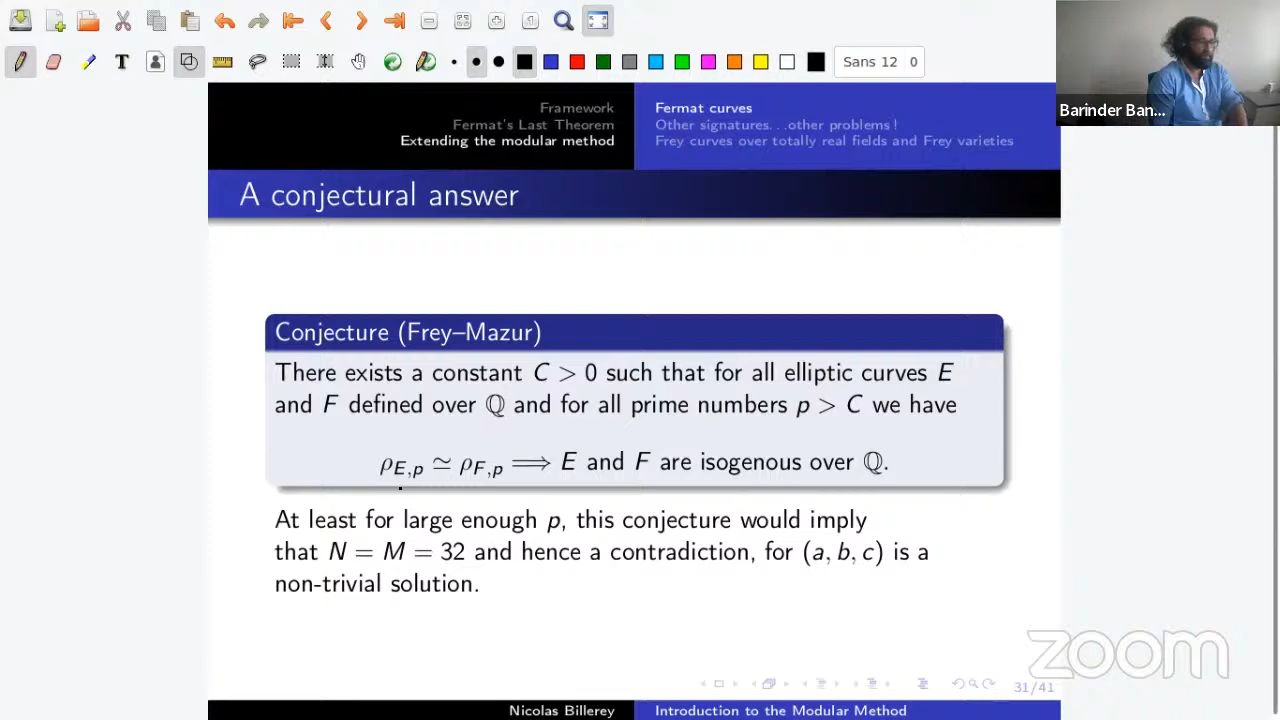 Sans 12 0
Barinder Ban...
Framework
Fermat's Last Theorem
Extending the modular method
Fermat curves
Other signatures...other problems!
Frey curves over totally real fields and Frey varieties
A conjectural answer
Conjecture (Frey–Mazur)
There exists a constant C > 0 such that for all elliptic curves E
and F defined over ℚ and for all prime numbers p > C we have
ρE,p ≃ ρF,p ⟹ E and F are isogenous over ℚ.
At least for large enough p, this conjecture would imply
that N = M = 32 and hence a contradiction, for (a, b, c) is a
non-trivial solution.
zoom
31/41
Nicolas Billerey
Introduction to the Modular Method